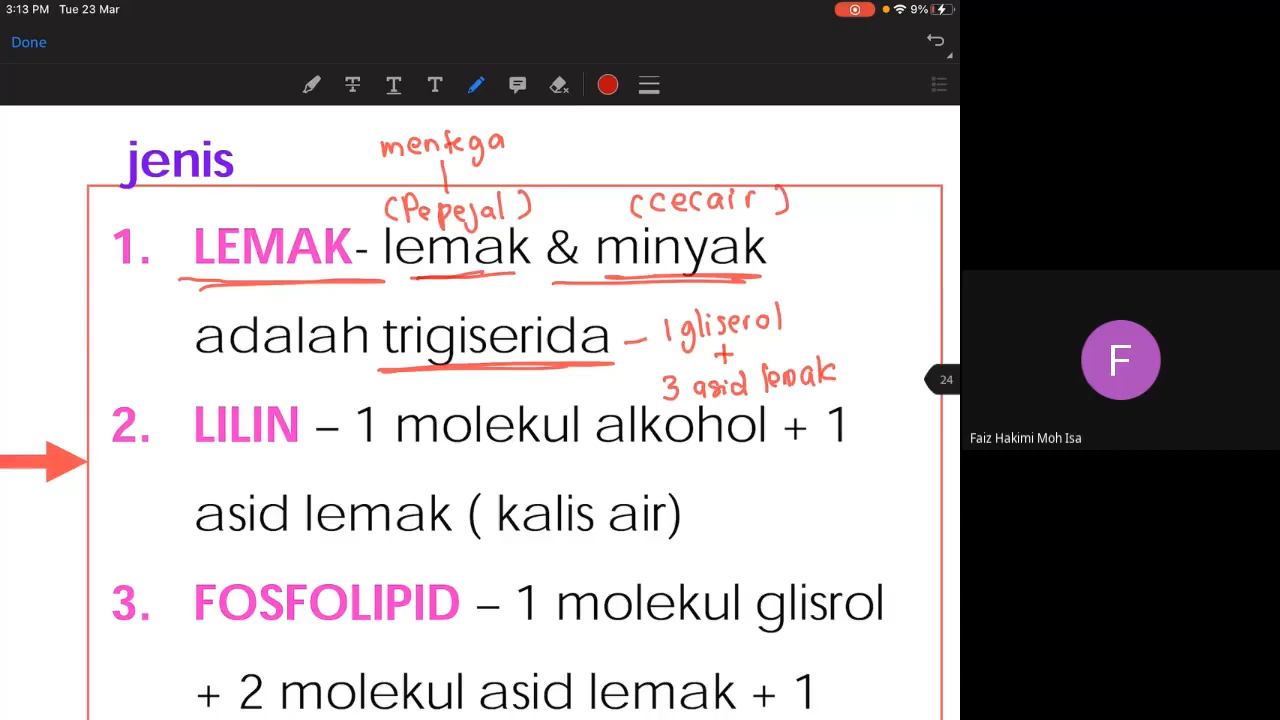 3:13 PM Tue 23 Mar
9%
Done
T T T
jenis
mentega
(Pepejal) (cecair)
1. LEMAK- lemak & minyak
adalah trigiserida – 1 gliserol
+
3 asid lemak
24
2. LILIN – 1 molekul alkohol + 1
asid lemak ( kalis air)
3. FOSFOLIPID – 1 molekul glisrol
+ 2 molekul asid lemak + 1
F
Faiz Hakimi Moh Isa